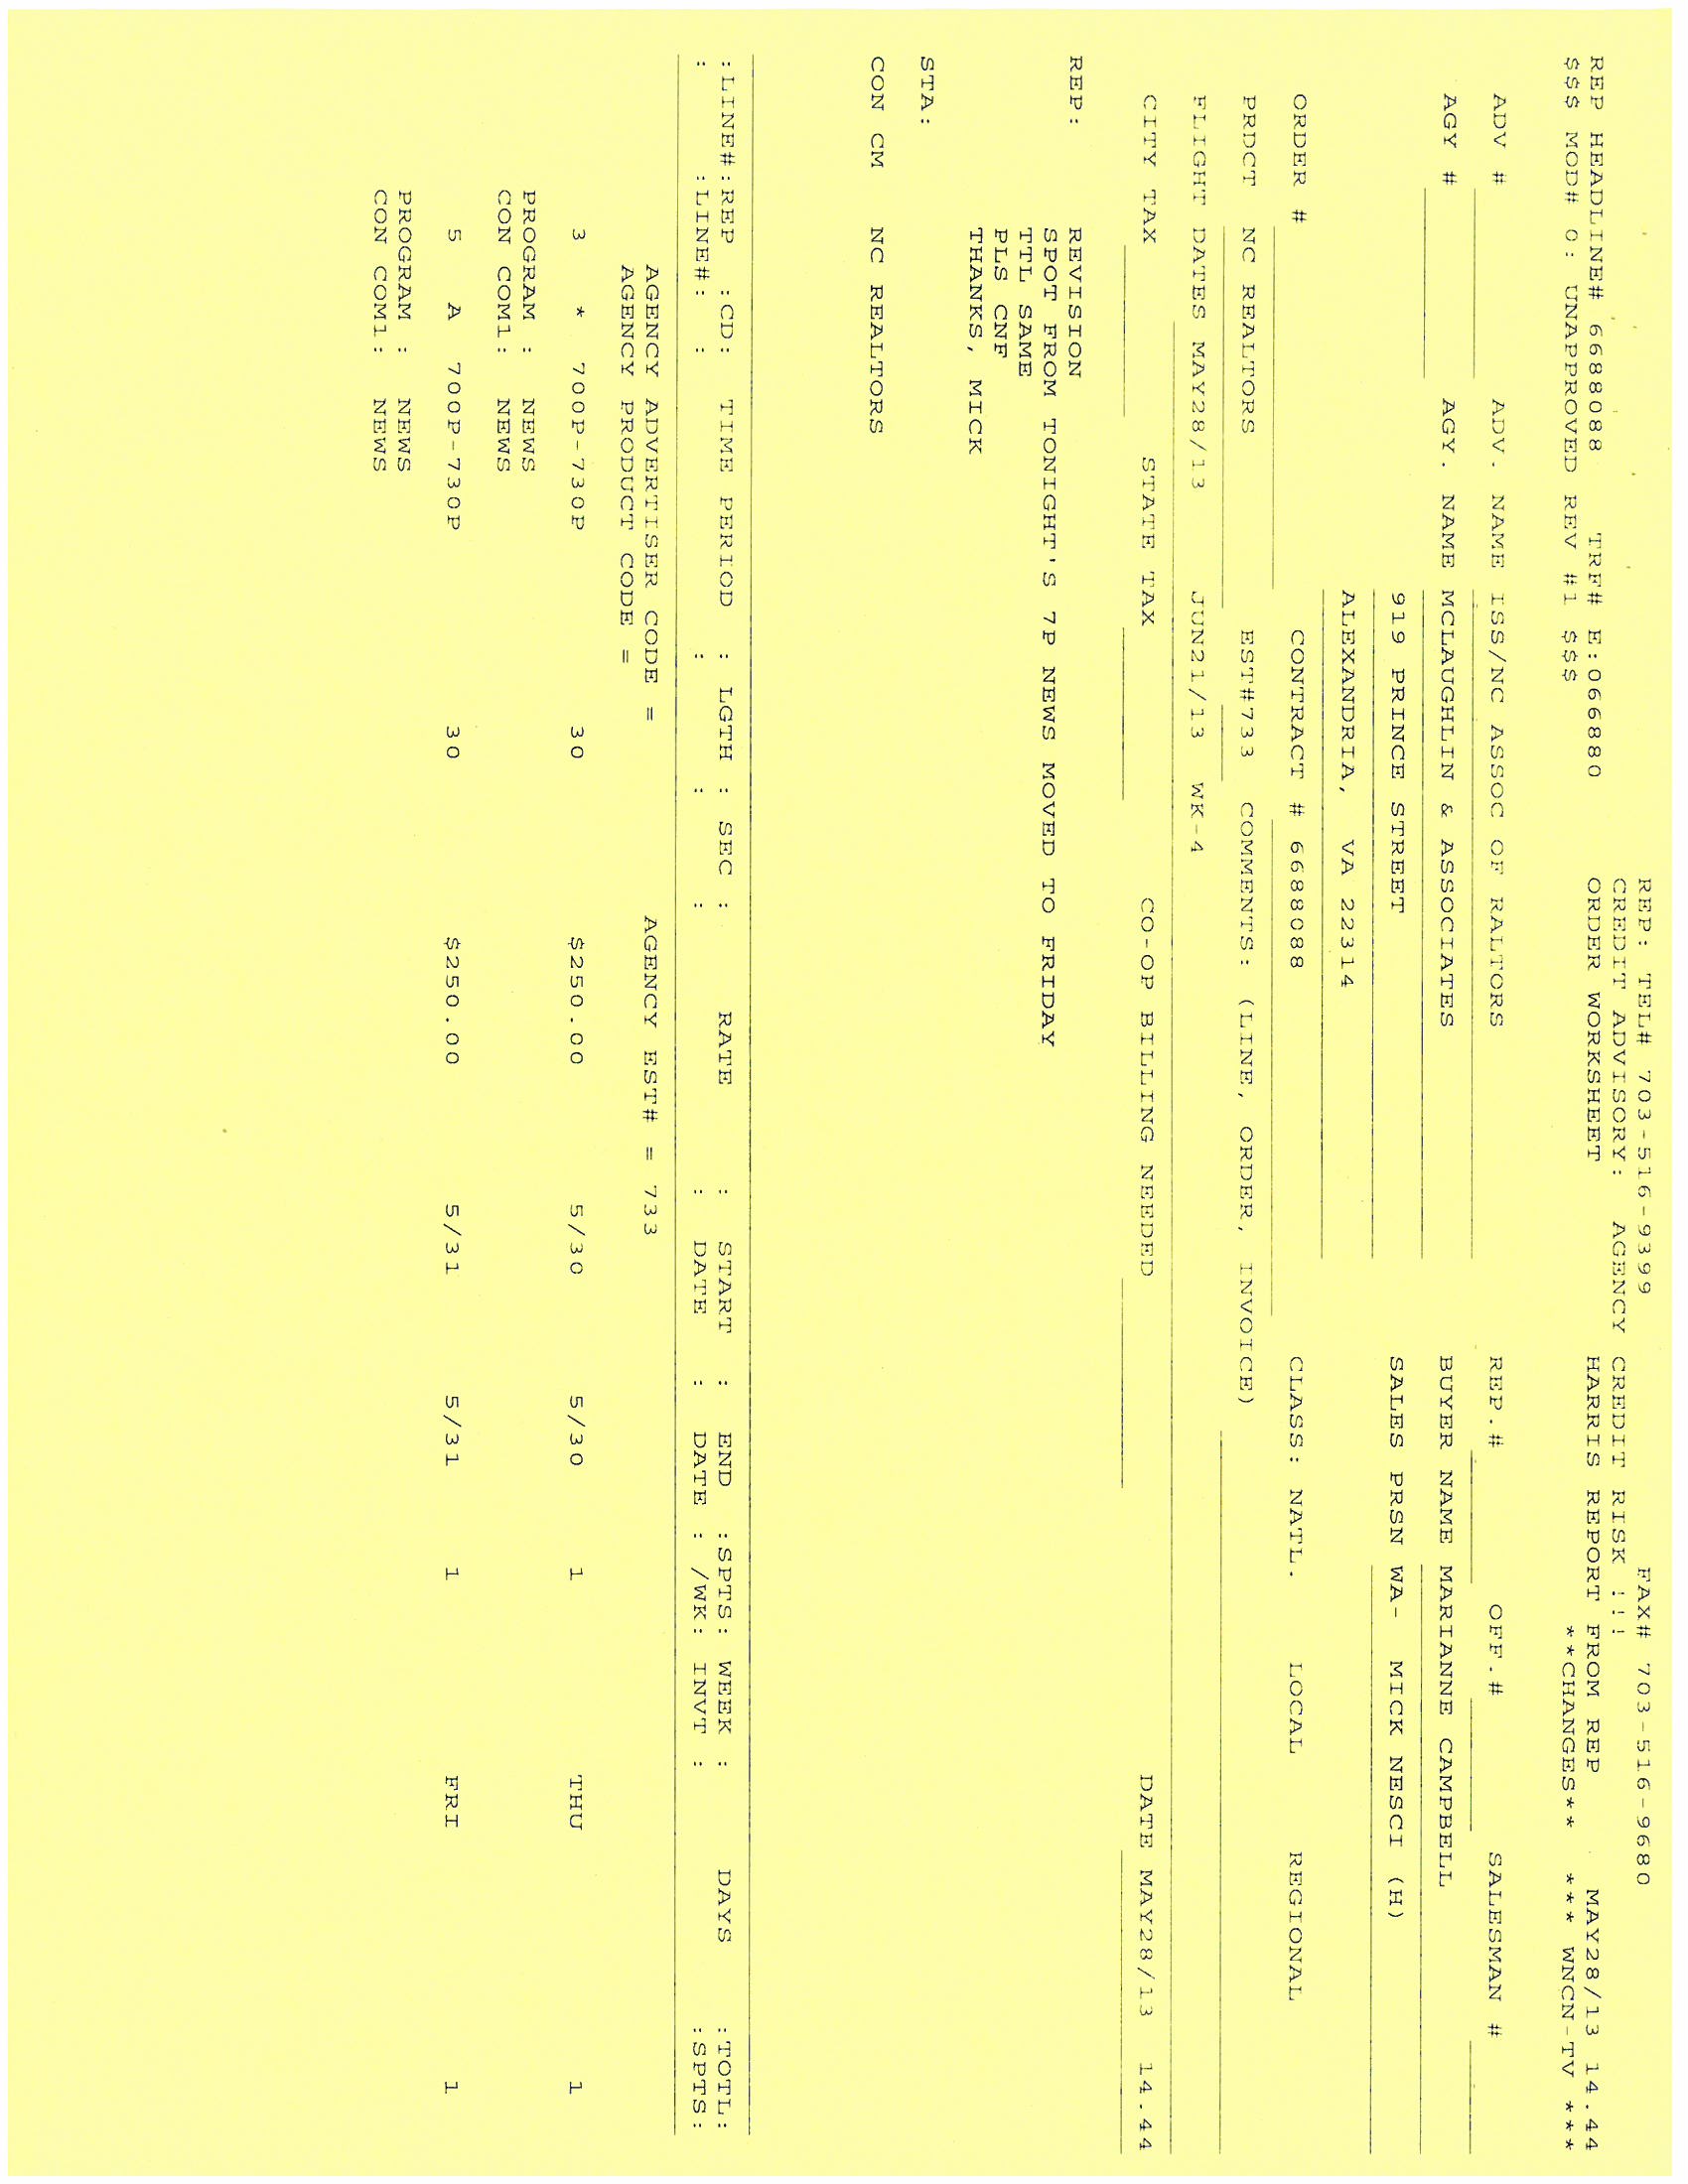 REP: TEL# 703-516-9399 FAX# 703-516-9680
CREDIT ADVISORY: AGENCY CREDIT RISK !!!
REP HEADLINE# 6688088 TRF# E:066880 ORDER WORKSHEET HARRIS REPORT FROM REP MAY28/13 14.44
$$$ MOD# 0: UNAPPROVED REV #1 $$$ **CHANGES** *** WNCN-TV ***
ADV # ADV. NAME ISS/NC ASSOC OF RALTORS REP.# OFF.# SALESMAN #
AGY # AGY. NAME MCLAUGHLIN & ASSOCIATES BUYER NAME MARIANNE CAMPBELL
919 PRINCE STREET SALES PRSN WA- MICK NESCI (H)
ALEXANDRIA, VA 22314
ORDER # CONTRACT # 6688088 CLASS: NATL. LOCAL REGIONAL
PRDCT NC REALTORS EST#733 COMMENTS: (LINE, ORDER, INVOICE)
FLIGHT DATES MAY28/13 JUN21/13 WK-4
CITY TAX STATE TAX CO-OP BILLING NEEDED DATE MAY28/13 14.44
REP: REVISION
SPOT FROM TONIGHT'S 7P NEWS MOVED TO FRIDAY
TTL SAME
PLS CNF
THANKS, MICK
STA:
CON CM NC REALTORS
:LINE#:REP :CD: TIME PERIOD : LGTH : SEC : RATE : START : END :SPTS: WEEK : DAYS :TOTL:
: :LINE#: : : : : : DATE : DATE : /WK: INVT : :SPTS:
AGENCY ADVERTISER CODE = AGENCY EST# = 733
AGENCY PRODUCT CODE =
3 * 700P-730P 30 $250.00 5/30 5/30 1 THU 1
PROGRAM : NEWS
CON COM1: NEWS
5 A 700P-730P 30 $250.00 5/31 5/31 1 FRI 1
PROGRAM : NEWS
CON COM1: NEWS